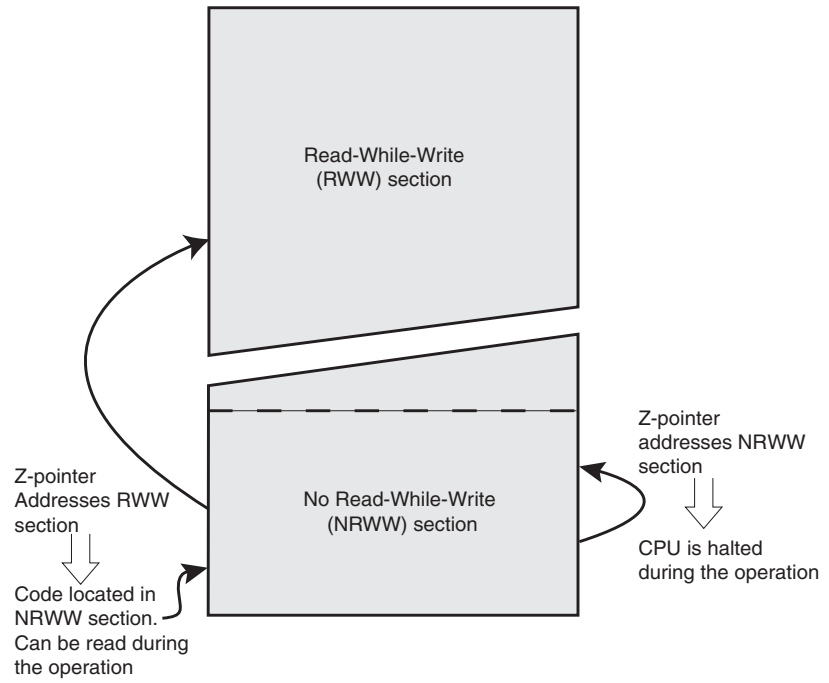 Read-While-Write
(RWW) section
Z-pointer
Addresses RWW
section
Code located in
NRWW section.
Can be read during
the operation
No Read-While-Write
(NRWW) section
Z-pointer
addresses NRWW
section
CPU is halted
during the operation